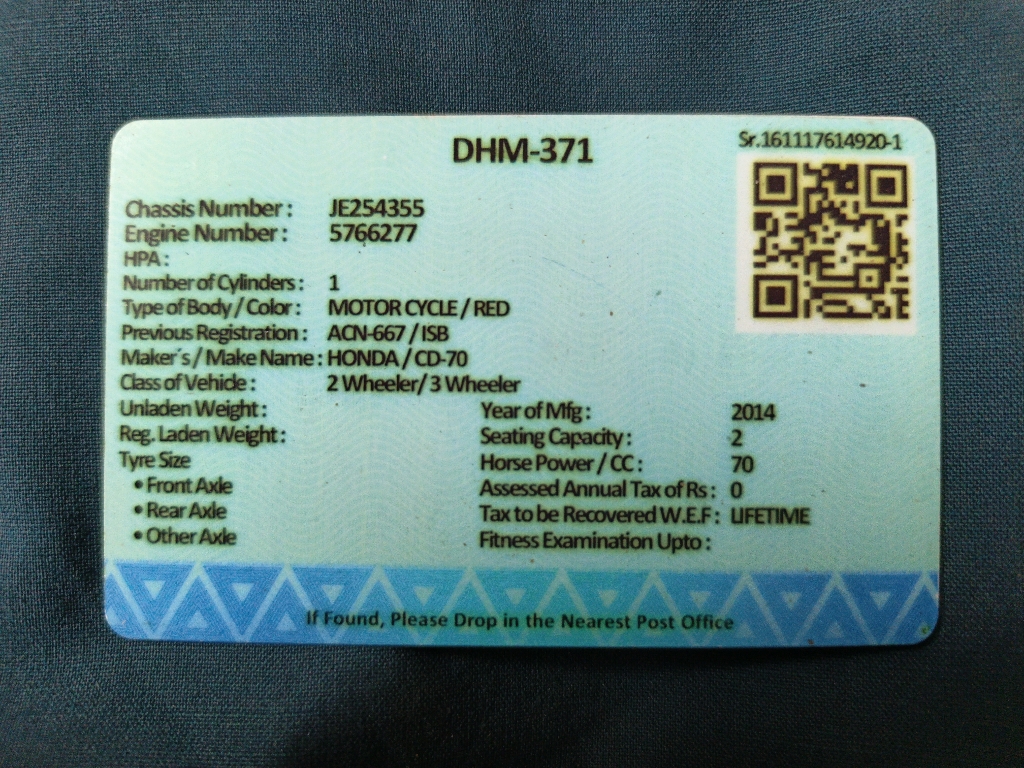 DHM-371
Sr.161117614920-1
Chassis Number : JE254355
Engine Number : 5766277
HPA :
Number of Cylinders : 1
Type of Body / Color : MOTOR CYCLE / RED
Previous Registration : ACN-667 / ISB
Maker's / Make Name : HONDA / CD-70
Class of Vehicle : 2 Wheeler/ 3 Wheeler
Unladen Weight : Year of Mfg : 2014
Reg. Laden Weight : Seating Capacity : 2
Tyre Size Horse Power / CC : 70
• Front Axle Assessed Annual Tax of Rs : 0
• Rear Axle Tax to be Recovered W.E.F : LIFETIME
• Other Axle Fitness Examination Upto :
If Found, Please Drop in the Nearest Post Office